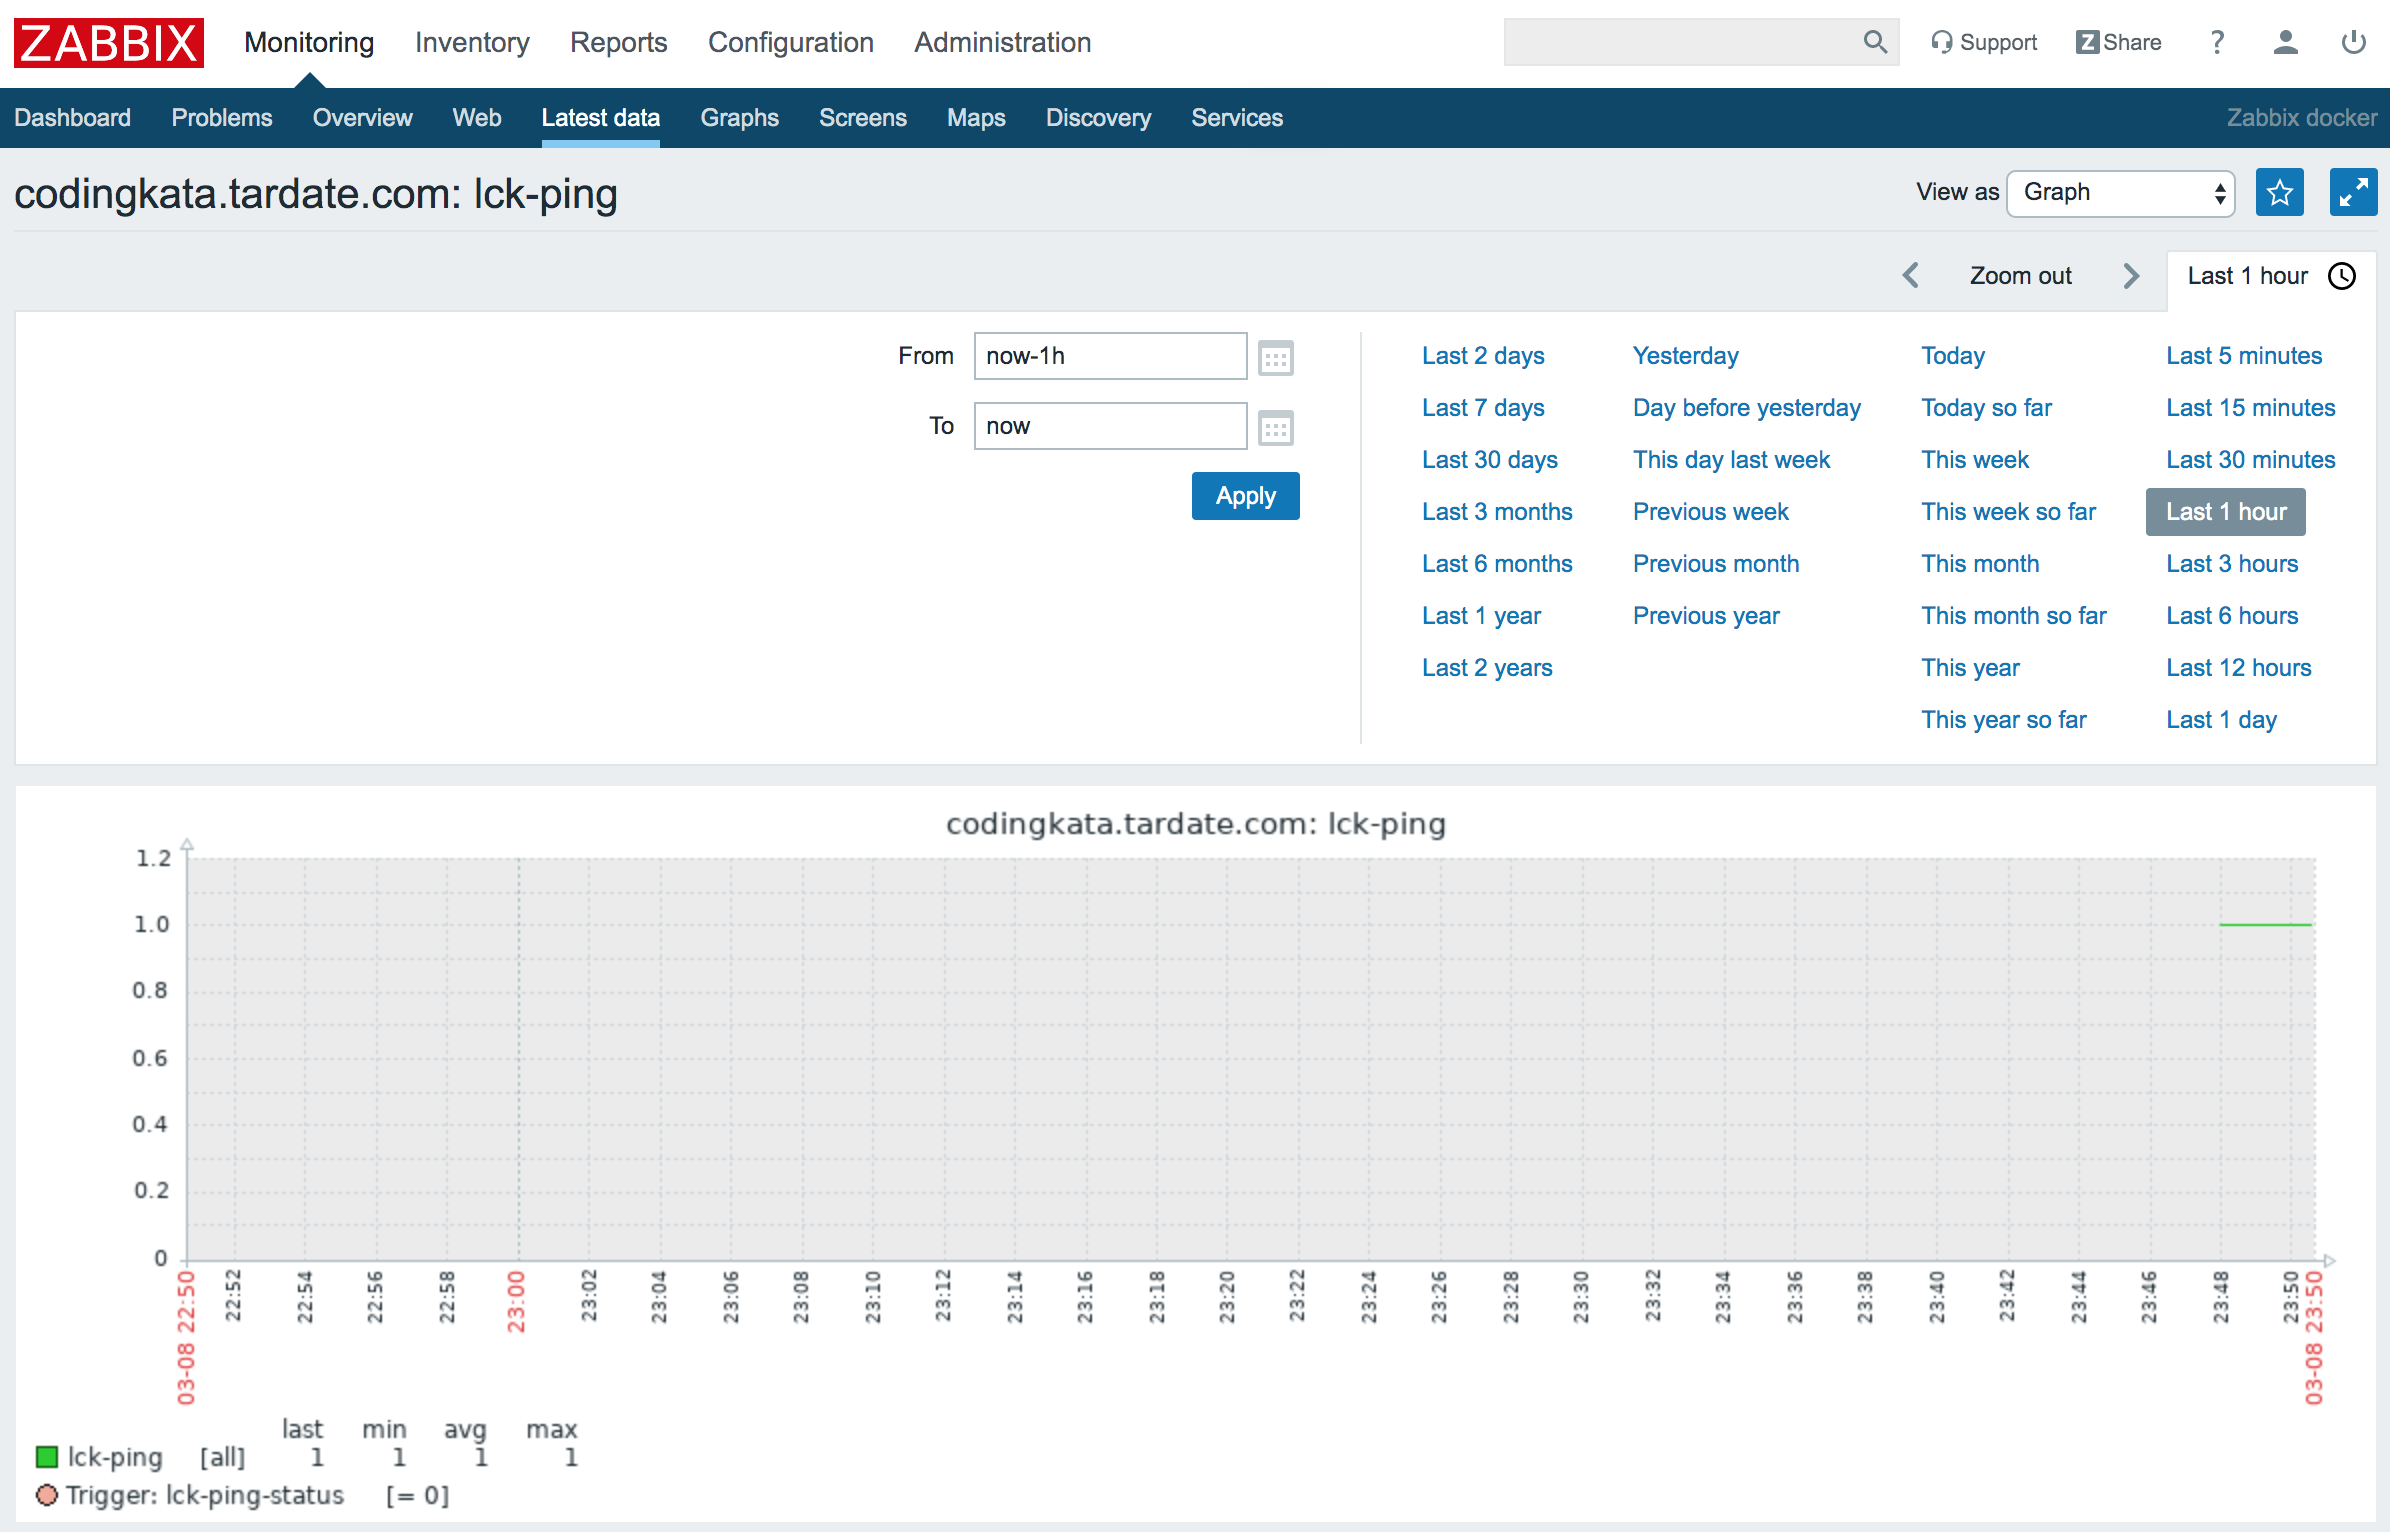 ZABBIX Monitoring Inventory Reports Configuration Administration Support Z Share ?
Dashboard Problems Overview Web Latest data Graphs Screens Maps Discovery Services Zabbix docker
codingkata.tardate.com: lck-ping View as Graph
Zoom out Last 1 hour
From now-1h
To now
Apply
Last 2 days Yesterday Today Last 5 minutes
Last 7 days Day before yesterday Today so far Last 15 minutes
Last 30 days This day last week This week Last 30 minutes
Last 3 months Previous week This week so far Last 1 hour
Last 6 months Previous month This month Last 3 hours
Last 1 year Previous year This month so far Last 6 hours
Last 2 years This year Last 12 hours
This year so far Last 1 day
codingkata.tardate.com: lck-ping
1.2
1.0
0.8
0.6
0.4
0.2
0
03-08 22:50 22:52 22:54 22:56 22:58 23:00 23:02 23:04 23:06 23:08 23:10 23:12 23:14 23:16 23:18 23:20 23:22 23:24 23:26 23:28 23:30 23:32 23:34 23:36 23:38 23:40 23:42 23:44 23:46 23:48 23:50 03-08 23:50
last min avg max
lck-ping [all] 1 1 1 1
Trigger: lck-ping-status [= 0]